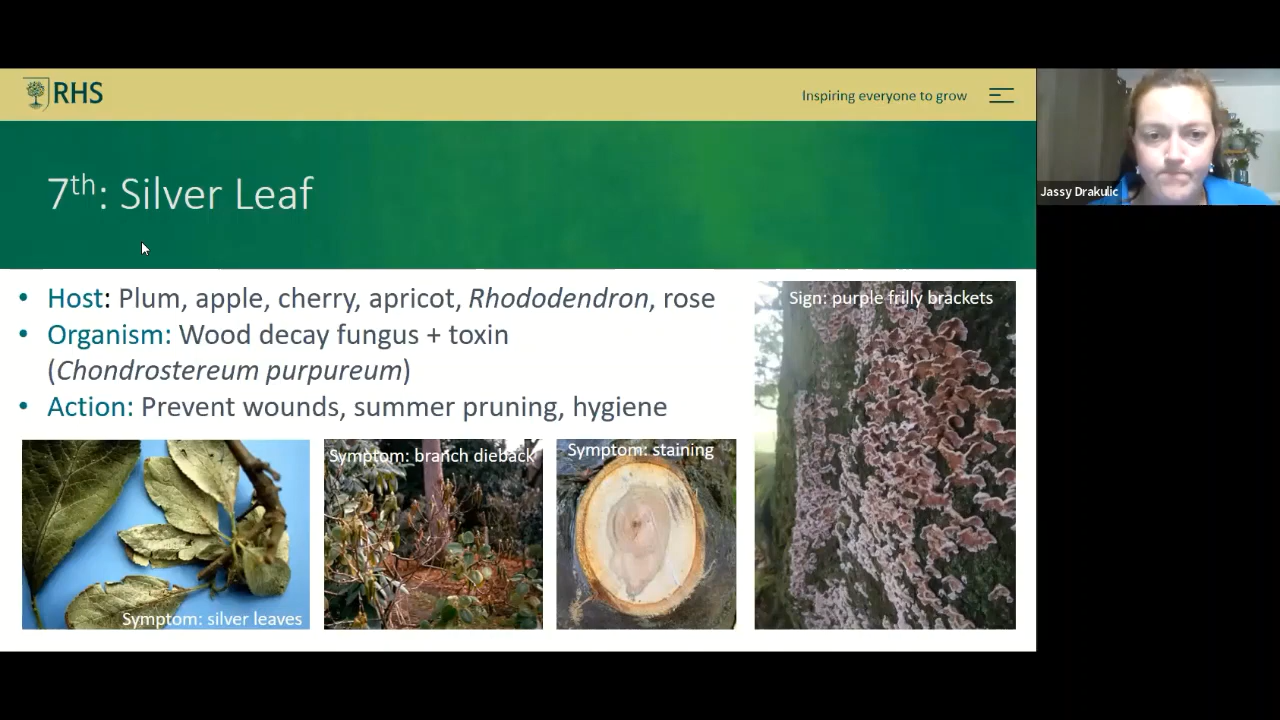 RHS
Inspiring everyone to grow
Jassy Drakulic
7th: Silver Leaf
• Host: Plum, apple, cherry, apricot, Rhododendron, rose
• Organism: Wood decay fungus + toxin
(Chondrostereum purpureum)
• Action: Prevent wounds, summer pruning, hygiene
Sign: purple frilly brackets
Symptom: silver leaves
Symptom: branch dieback
Symptom: staining